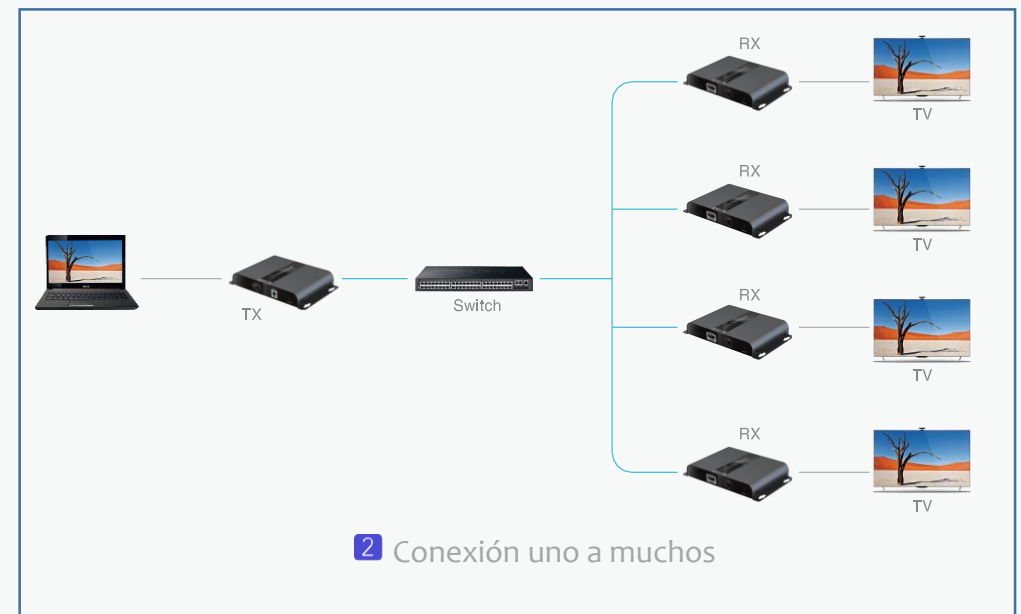 RX
TV
RX
TV
TX
Switch
RX
TV
RX
TV
2 Conexión uno a muchos